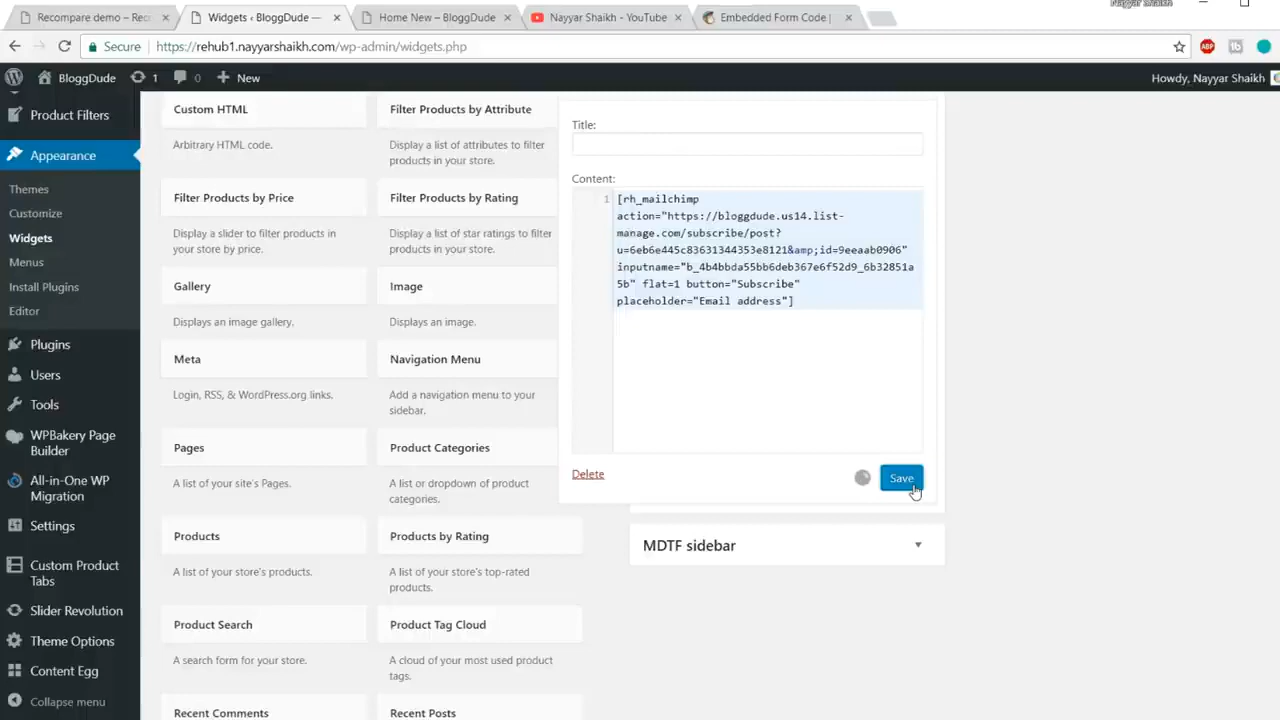 Nayyar Shaikh
Recompare demo – Rec
Widgets ‹ BloggDude —
Home New – BloggDude
Nayyar Shaikh - YouTube
Embedded Form Code |
Secure
https://rehub1.nayyarshaikh.com/wp-admin/widgets.php
ABP
BloggDude
1
0
New
Howdy, Nayyar Shaikh
Product Filters
Appearance
Themes
Customize
Widgets
Menus
Install Plugins
Editor
Plugins
Users
Tools
WPBakery Page
Builder
All-in-One WP
Migration
Settings
Custom Product
Tabs
Slider Revolution
Theme Options
Content Egg
Collapse menu
Custom HTML
Arbitrary HTML code.
Filter Products by Price
Display a slider to filter products in
your store by price.
Gallery
Displays an image gallery.
Meta
Login, RSS, & WordPress.org links.
Pages
A list of your site's Pages.
Products
A list of your store's products.
Product Search
A search form for your store.
Recent Comments
Filter Products by Attribute
Display a list of attributes to filter
products in your store.
Filter Products by Rating
Display a list of star ratings to filter
products in your store.
Image
Displays an image.
Navigation Menu
Add a navigation menu to your
sidebar.
Product Categories
A list or dropdown of product
categories.
Products by Rating
A list of your store's top-rated
products.
Product Tag Cloud
A cloud of your most used product
tags.
Recent Posts
Title:
Content:
1
[rh_mailchimp
action="https://bloggdude.us14.list-
manage.com/subscribe/post?
u=6eb6e445c83631344353e8121&amp;id=9eeaab0906"
inputname="b_4b4bbda55bb6deb367e6f52d9_6b32851a
5b" flat=1 button="Subscribe"
placeholder="Email address"]
Delete
Save
MDTF sidebar